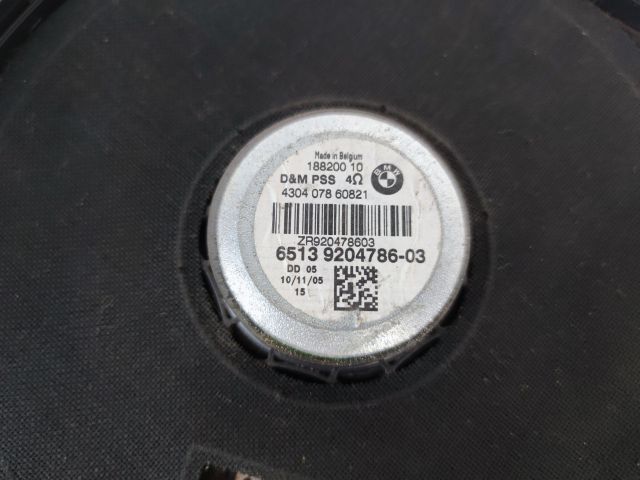 Made in Belgium
188200 10
D&M PSS 4Ω
BMW
4304 078 60821
ZR920478603
6513 9204786-03
DD 05
10/11/05
15